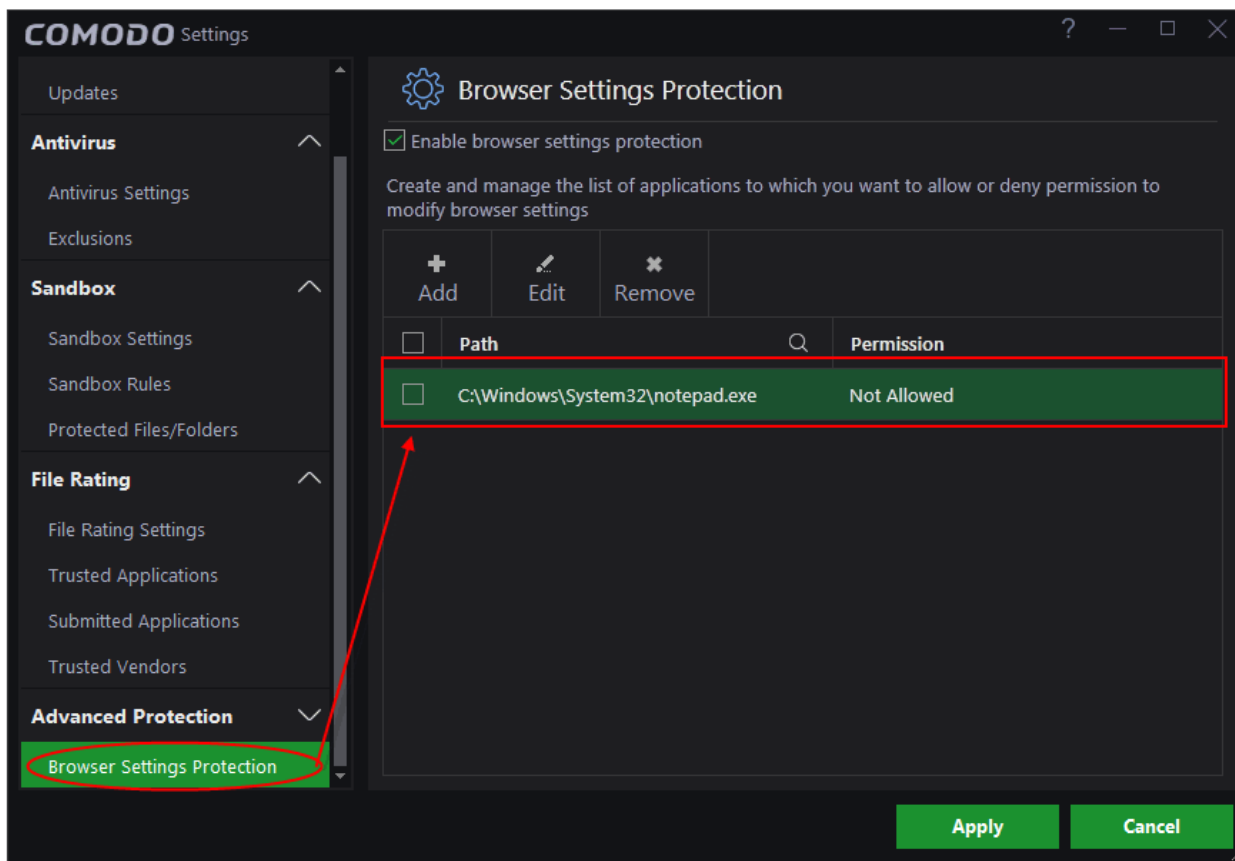 COMODO Settings
?
Updates
Antivirus
Antivirus Settings
Exclusions
Sandbox
Sandbox Settings
Sandbox Rules
Protected Files/Folders
File Rating
File Rating Settings
Trusted Applications
Submitted Applications
Trusted Vendors
Advanced Protection
Browser Settings Protection
Browser Settings Protection
Enable browser settings protection
Create and manage the list of applications to which you want to allow or deny permission to
modify browser settings
Add Edit Remove
Path Permission
C:\Windows\System32\notepad.exe Not Allowed
Apply Cancel